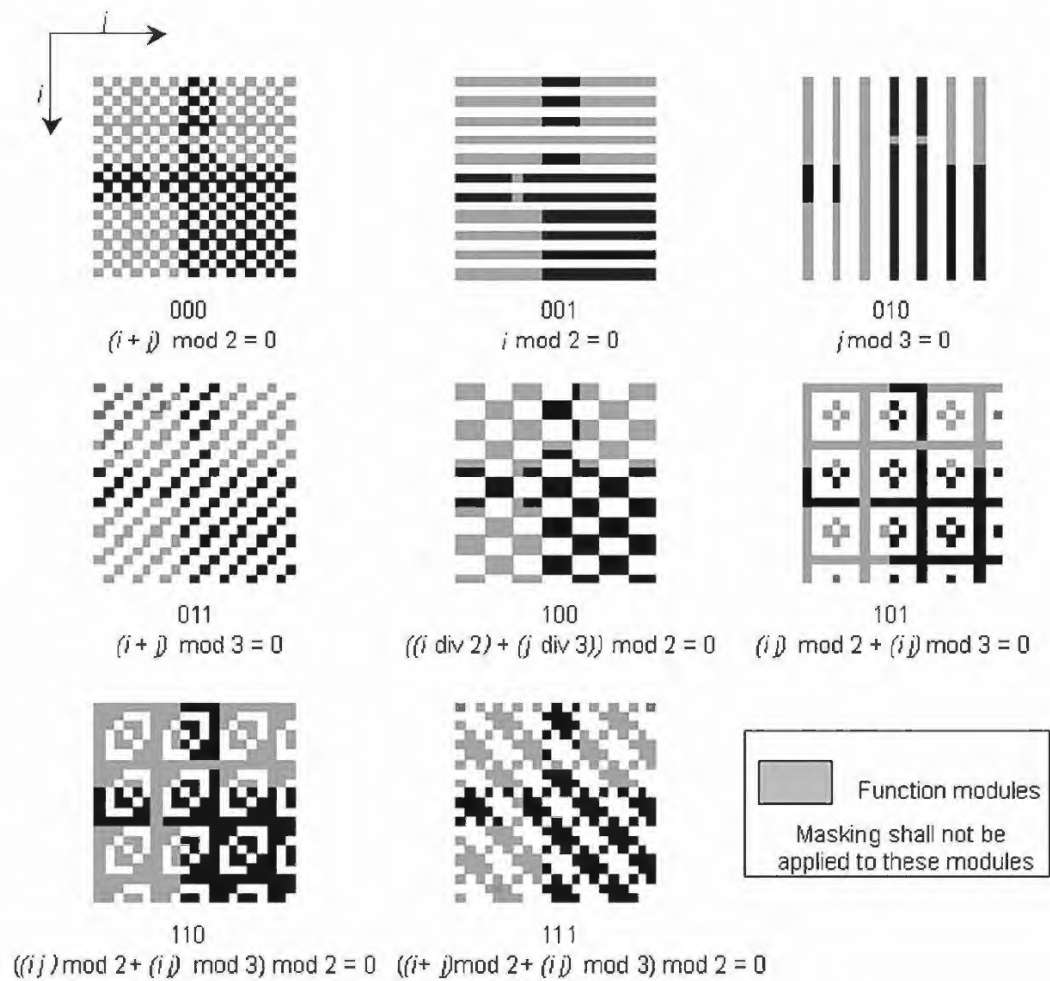 j
i
000
(i + j) mod 2 = 0
001
i mod 2 = 0
010
j mod 3 = 0
011
(i + j) mod 3 = 0
100
((i div 2) + (j div 3)) mod 2 = 0
101
(i j) mod 2 + (i j) mod 3 = 0
110
((i j) mod 2 + (i j) mod 3) mod 2 = 0
111
((i + j) mod 2 + (i j) mod 3) mod 2 = 0
Function modules
Masking shall not be
applied to these modules